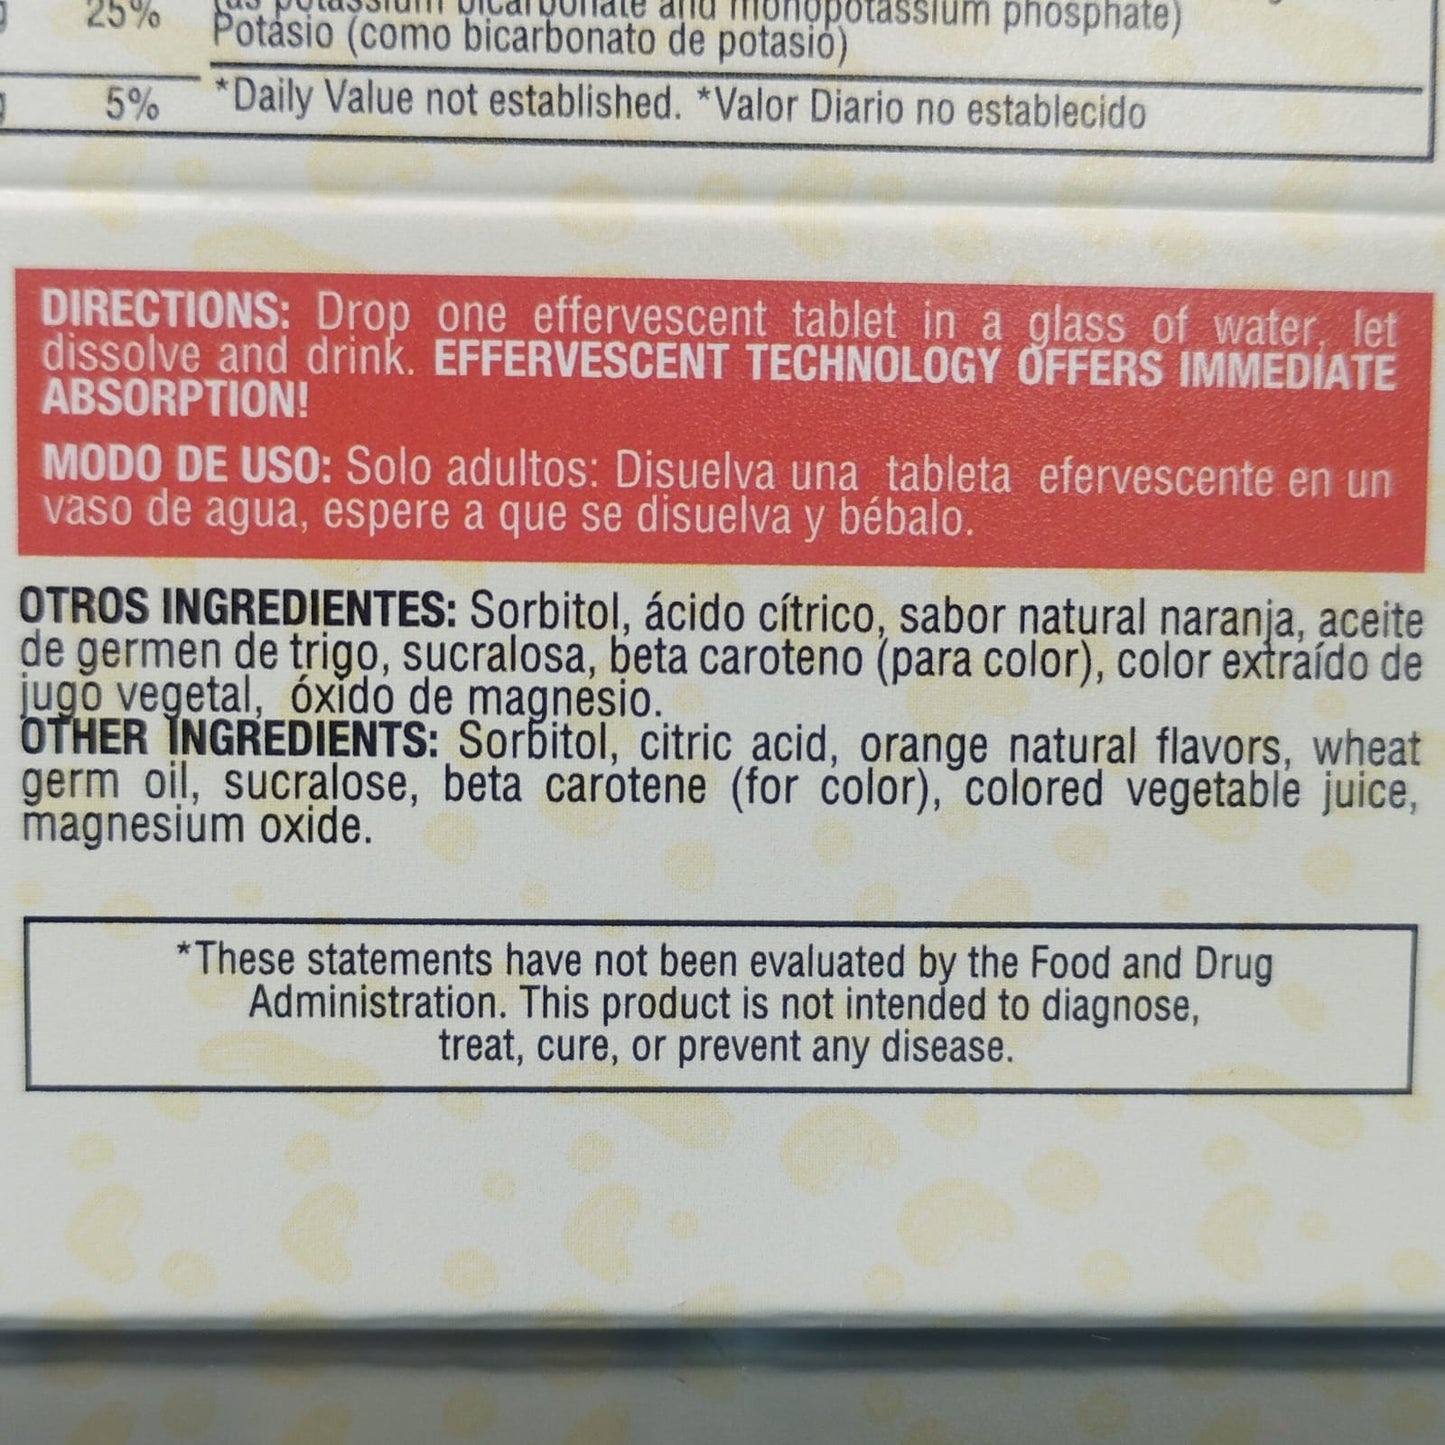 25% (as potassium bicarbonate and monopotassium phosphate)
Potasio (como bicarbonato de potasio)
5% *Daily Value not established. *Valor Diario no establecido
DIRECTIONS: Drop one effervescent tablet in a glass of water, let
dissolve and drink. EFFERVESCENT TECHNOLOGY OFFERS IMMEDIATE
ABSORPTION!
MODO DE USO: Solo adultos: Disuelva una tableta efervescente en un
vaso de agua, espere a que se disuelva y bébalo.
OTROS INGREDIENTES: Sorbitol, ácido cítrico, sabor natural naranja, aceite
de germen de trigo, sucralosa, beta caroteno (para color), color extraído de
jugo vegetal, óxido de magnesio.
OTHER INGREDIENTS: Sorbitol, citric acid, orange natural flavors, wheat
germ oil, sucralose, beta carotene (for color), colored vegetable juice,
magnesium oxide.
*These statements have not been evaluated by the Food and Drug
Administration. This product is not intended to diagnose,
treat, cure, or prevent any disease.